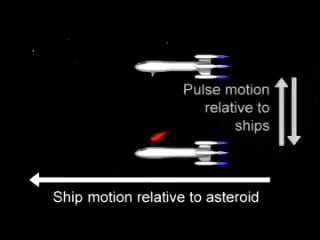 Pulse motion
relative to
ships
Ship motion relative to asteroid